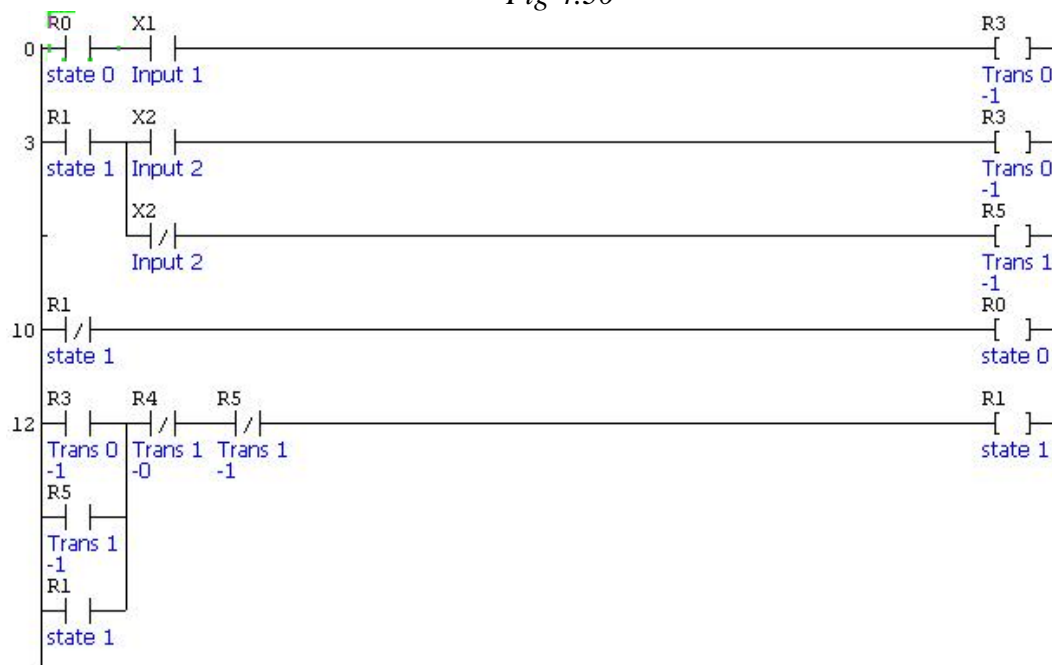 Fig 4.30
R0 X1 R3
0
state 0 Input 1 Trans 0
-1
R1 X2 R3
3
state 1 Input 2 Trans 0
-1
X2 R5
Input 2 Trans 1
-1
R1 R0
10
state 1 state 0
R3 R4 R5 R1
12
Trans 0 Trans 1 Trans 1 state 1
-1 -0 -1
R5
Trans 1
-1
R1
state 1